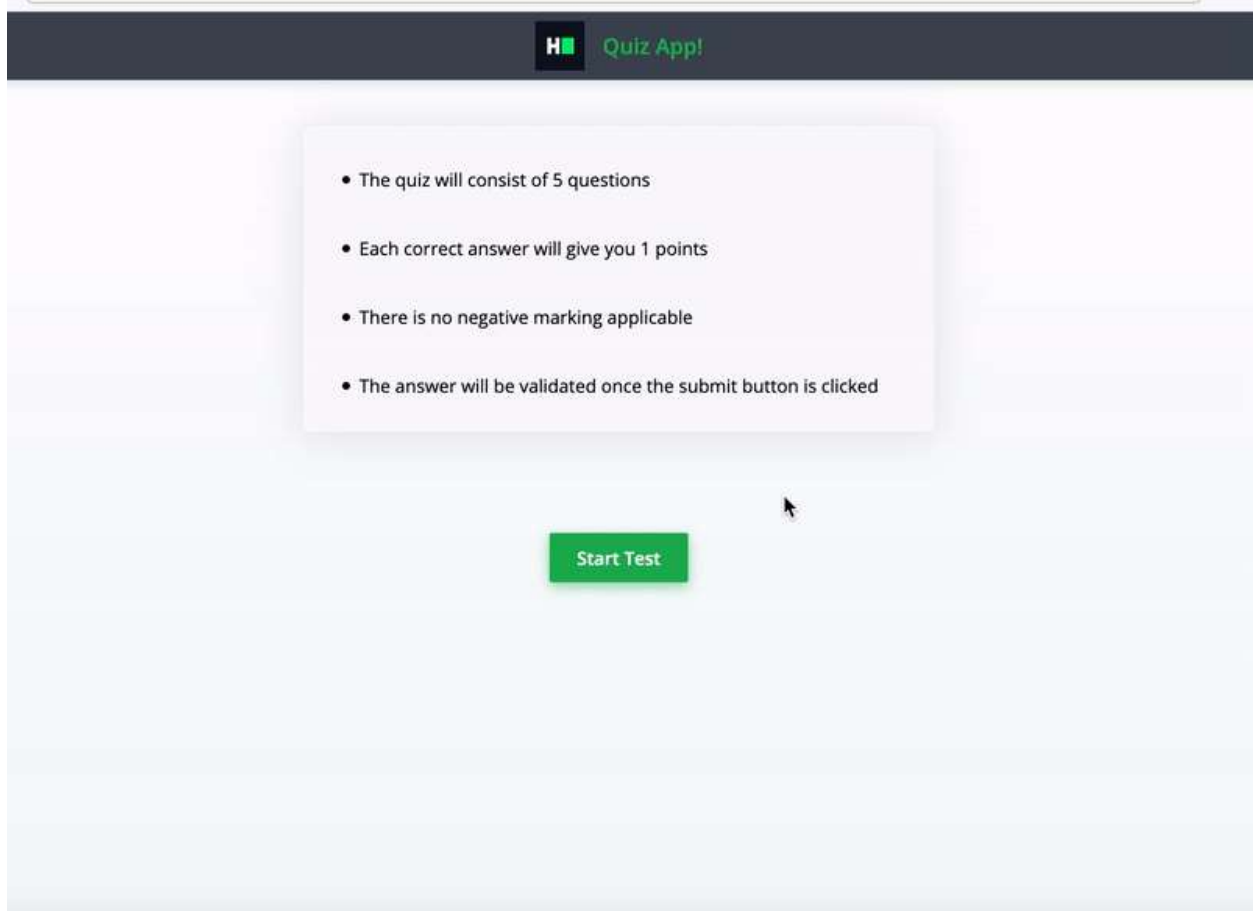 H
Quiz App!
• The quiz will consist of 5 questions
• Each correct answer will give you 1 points
• There is no negative marking applicable
• The answer will be validated once the submit button is clicked
Start Test